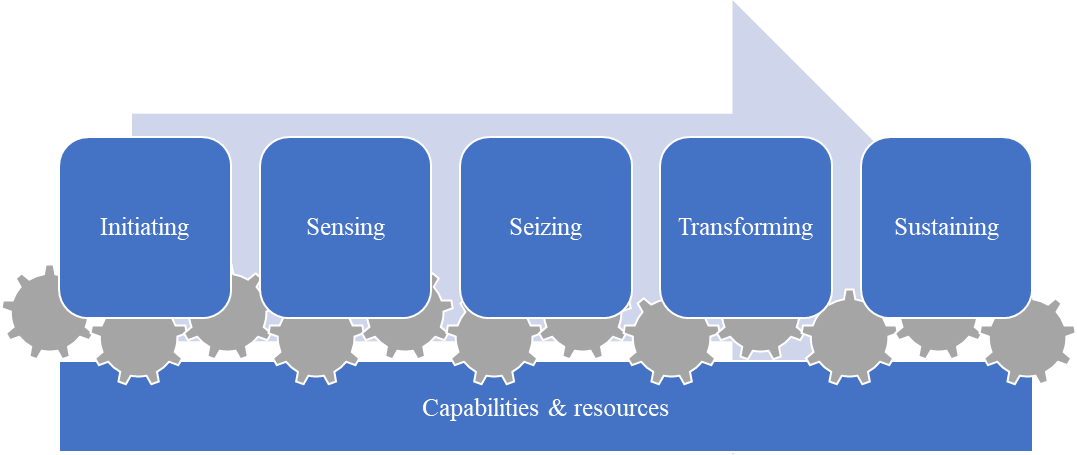 Initiating
Sensing
Seizing
Transforming
Sustaining
Capabilities & resources